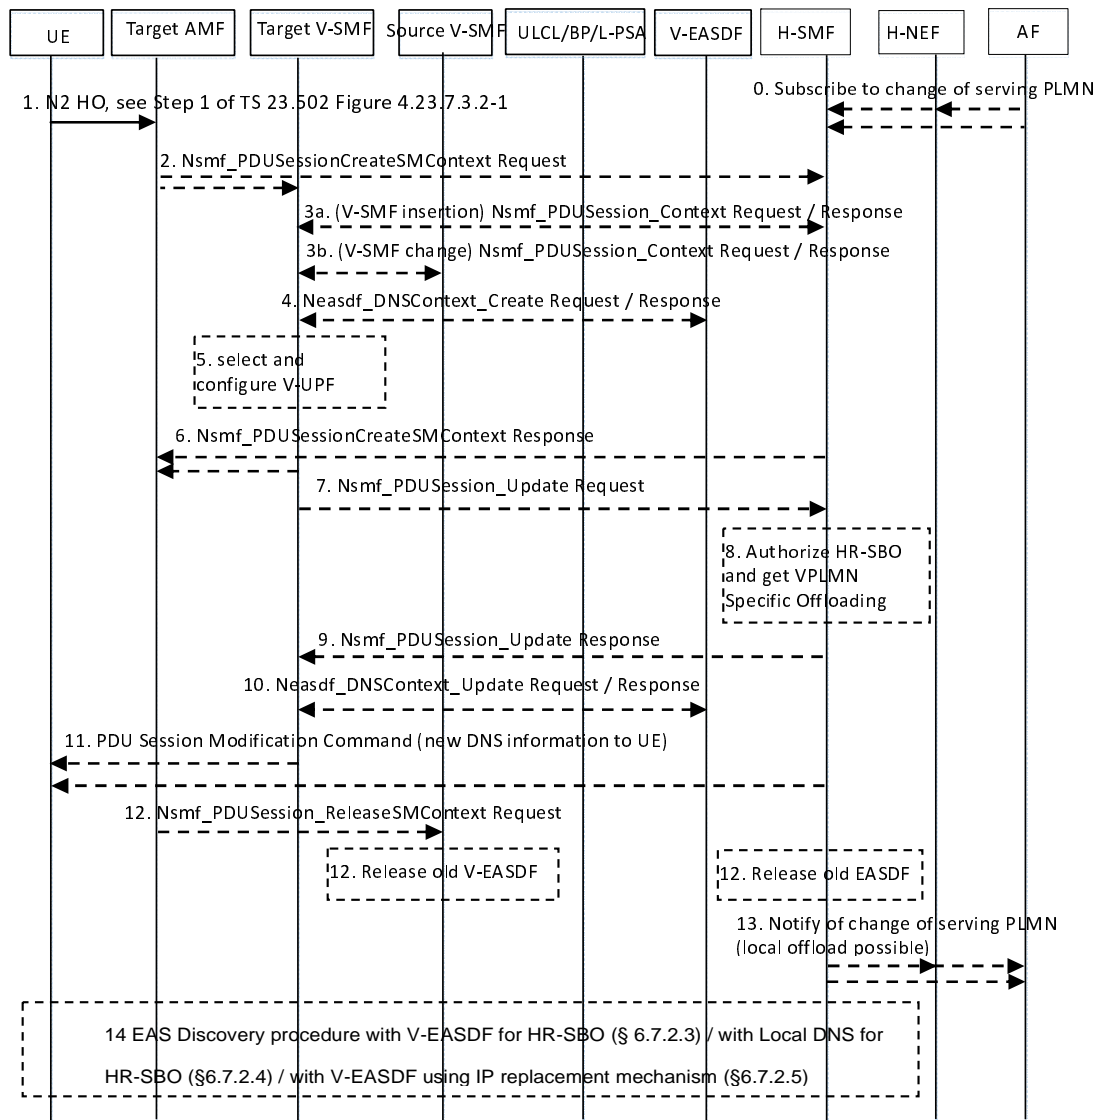 UE
Target AMF
Target V-SMF
Source V-SMF
ULCL/BP/L-PSA
V-EASDF
H-SMF
H-NEF
AF
0. Subscribe to change of serving PLMN
1. N2 HO, see Step 1 of TS 23.502 Figure 4.23.7.3.2-1
2. Nsmf_PDUSessionCreateSMContext Request
3a. (V-SMF insertion) Nsmf_PDUSession_Context Request / Response
3b. (V-SMF change) Nsmf_PDUSession_Context Request / Response
4. Neasdf_DNSContext_Create Request / Response
5. select and
configure V-UPF
6. Nsmf_PDUSessionCreateSMContext Response
7. Nsmf_PDUSession_Update Request
8. Authorize HR-SBO
and get VPLMN
Specific Offloading
9. Nsmf_PDUSession_Update Response
10. Neasdf_DNSContext_Update Request / Response
11. PDU Session Modification Command (new DNS information to UE)
12. Nsmf_PDUSession_ReleaseSMContext Request
12. Release old V-EASDF
12. Release old EASDF
13. Notify of change of serving PLMN
(local offload possible)
14 EAS Discovery procedure with V-EASDF for HR-SBO (§ 6.7.2.3) / with Local DNS for
HR-SBO (§6.7.2.4) / with V-EASDF using IP replacement mechanism (§6.7.2.5)